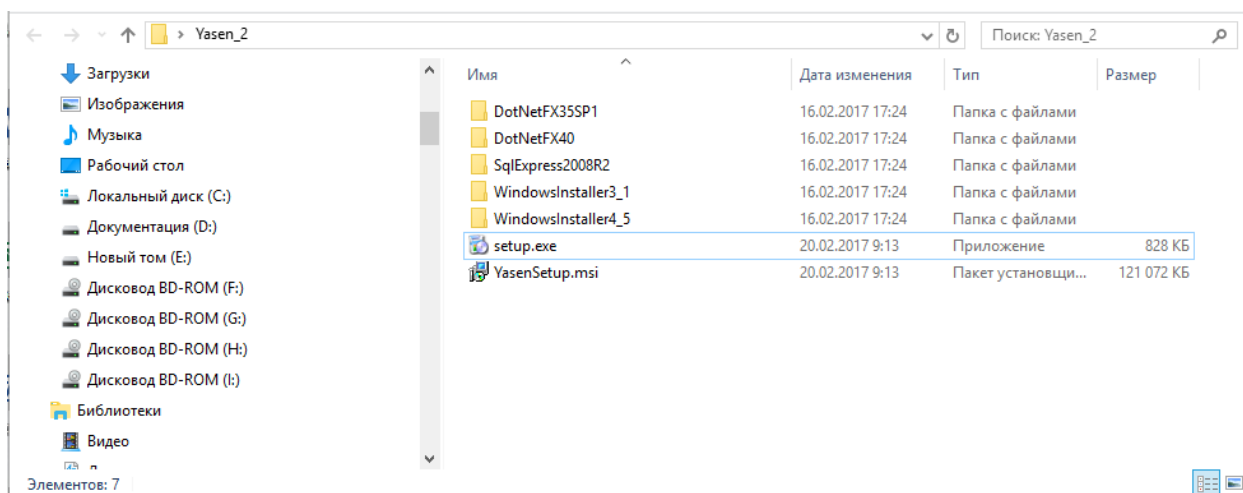 Yasen_2
Поиск: Yasen_2
Загрузки
Изображения
Музыка
Рабочий стол
Локальный диск (C:)
Документация (D:)
Новый том (E:)
Дисковод BD-ROM (F:)
Дисковод BD-ROM (G:)
Дисковод BD-ROM (H:)
Дисковод BD-ROM (I:)
Библиотеки
Видео
Имя Дата изменения Тип Размер
DotNetFX35SP1 16.02.2017 17:24 Папка с файлами
DotNetFX40 16.02.2017 17:24 Папка с файлами
SqlExpress2008R2 16.02.2017 17:24 Папка с файлами
WindowsInstaller3_1 16.02.2017 17:24 Папка с файлами
WindowsInstaller4_5 16.02.2017 17:24 Папка с файлами
setup.exe 20.02.2017 9:13 Приложение 828 КБ
YasenSetup.msi 20.02.2017 9:13 Пакет установщи... 121 072 КБ
Элементов: 7